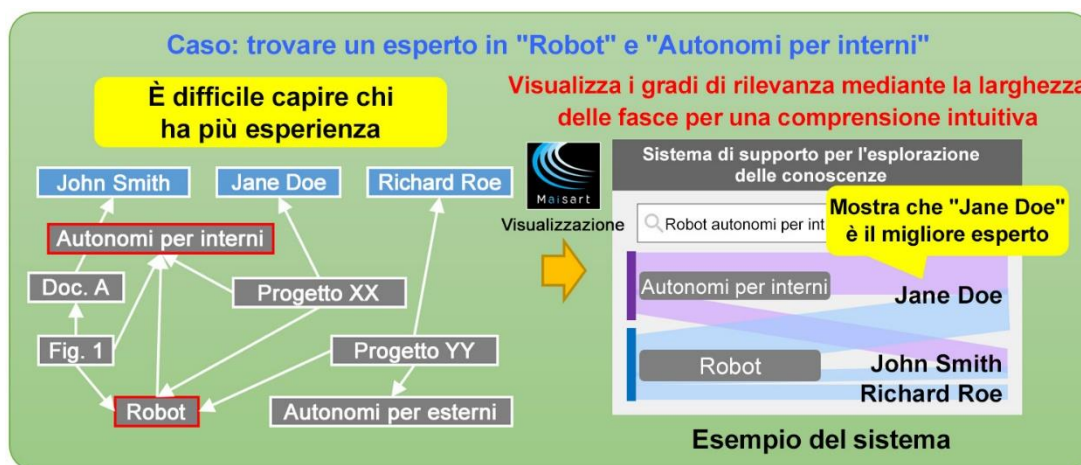 Caso: trovare un esperto in "Robot" e "Autonomi per interni"
È difficile capire chi
ha più esperienza
Visualizza i gradi di rilevanza mediante la larghezza
delle fasce per una comprensione intuitiva
John Smith
Jane Doe
Richard Roe
Autonomi per interni
Doc. A
Progetto XX
Fig. 1
Progetto YY
Robot
Autonomi per esterni
Maisart
Visualizzazione
Sistema di supporto per l'esplorazione
delle conoscenze
Robot autonomi per int
Mostra che "Jane Doe"
è il migliore esperto
Autonomi per interni
Jane Doe
Robot
John Smith
Richard Roe
Esempio del sistema